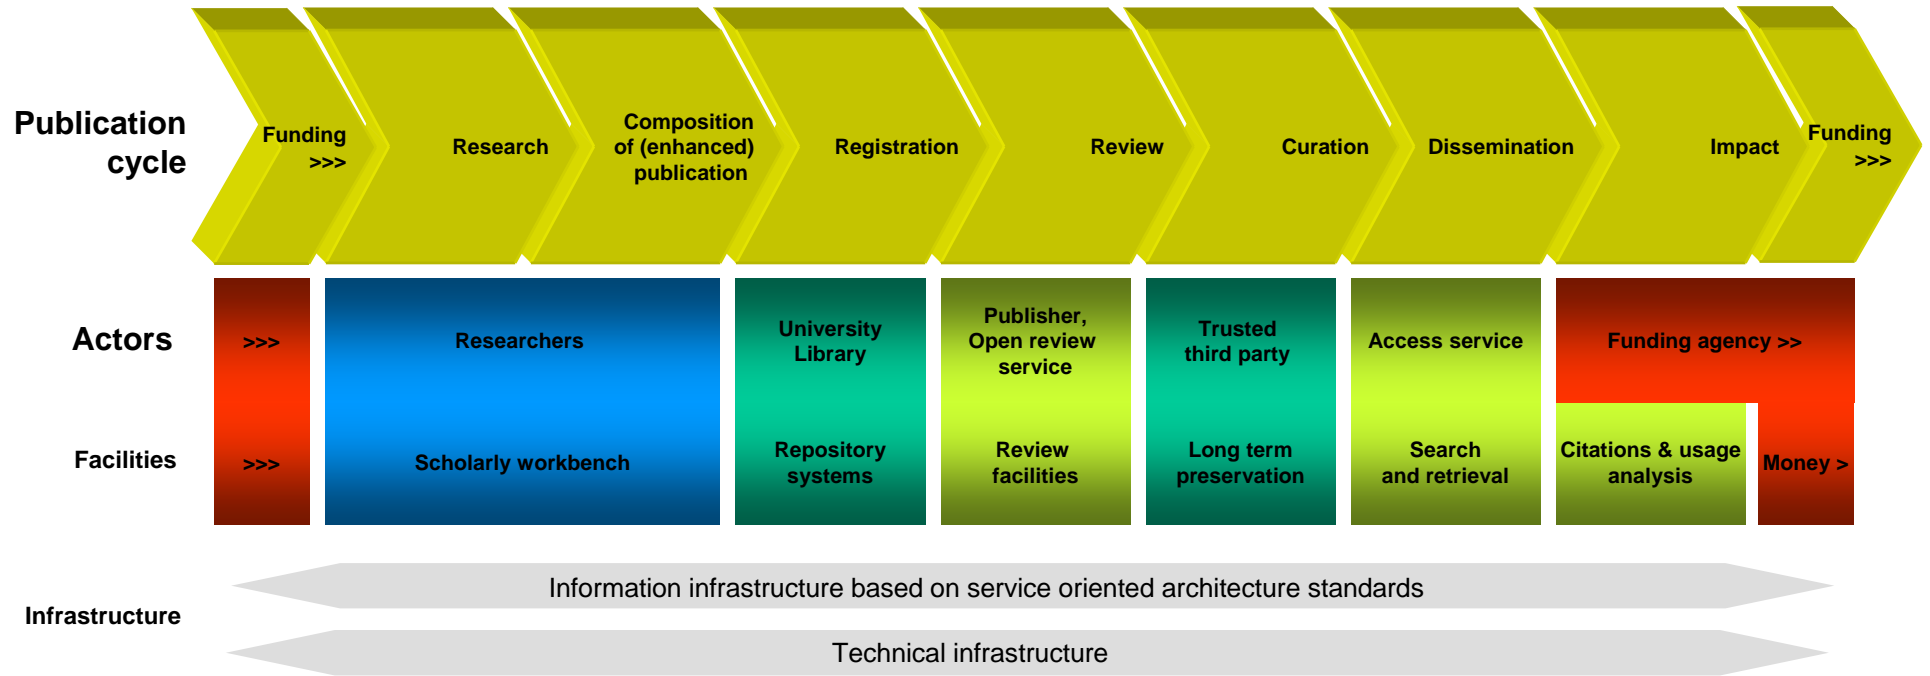 Publication
cycle
Funding
>>>
Research
Composition
of (enhanced)
publication
Registration
Review
Curation
Dissemination
Impact
Funding
>>>
Actors
>>>
Researchers
University
Library
Publisher,
Open review
service
Trusted
third party
Access service
Funding agency >>
Facilities
>>>
Scholarly workbench
Repository
systems
Review
facilities
Long term
preservation
Search
and retrieval
Citations & usage
analysis
Money >
Infrastructure
Information infrastructure based on service oriented architecture standards
Technical infrastructure